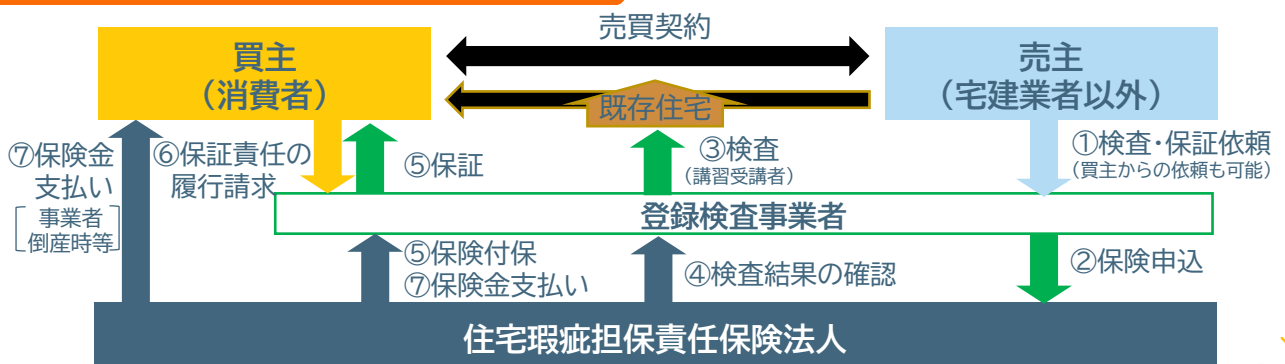 売買契約
買主
（消費者）
売主
（宅建業者以外）
既存住宅
⑦保険金
支払い
事業者
倒産時等
⑥保証責任の
履行請求
⑤保証
③検査
（講習受講者）
①検査・保証依頼
（買主からの依頼も可能）
登録検査事業者
⑤保険付保
⑦保険金支払い
④検査結果の確認
②保険申込
住宅瑕疵担保責任保険法人